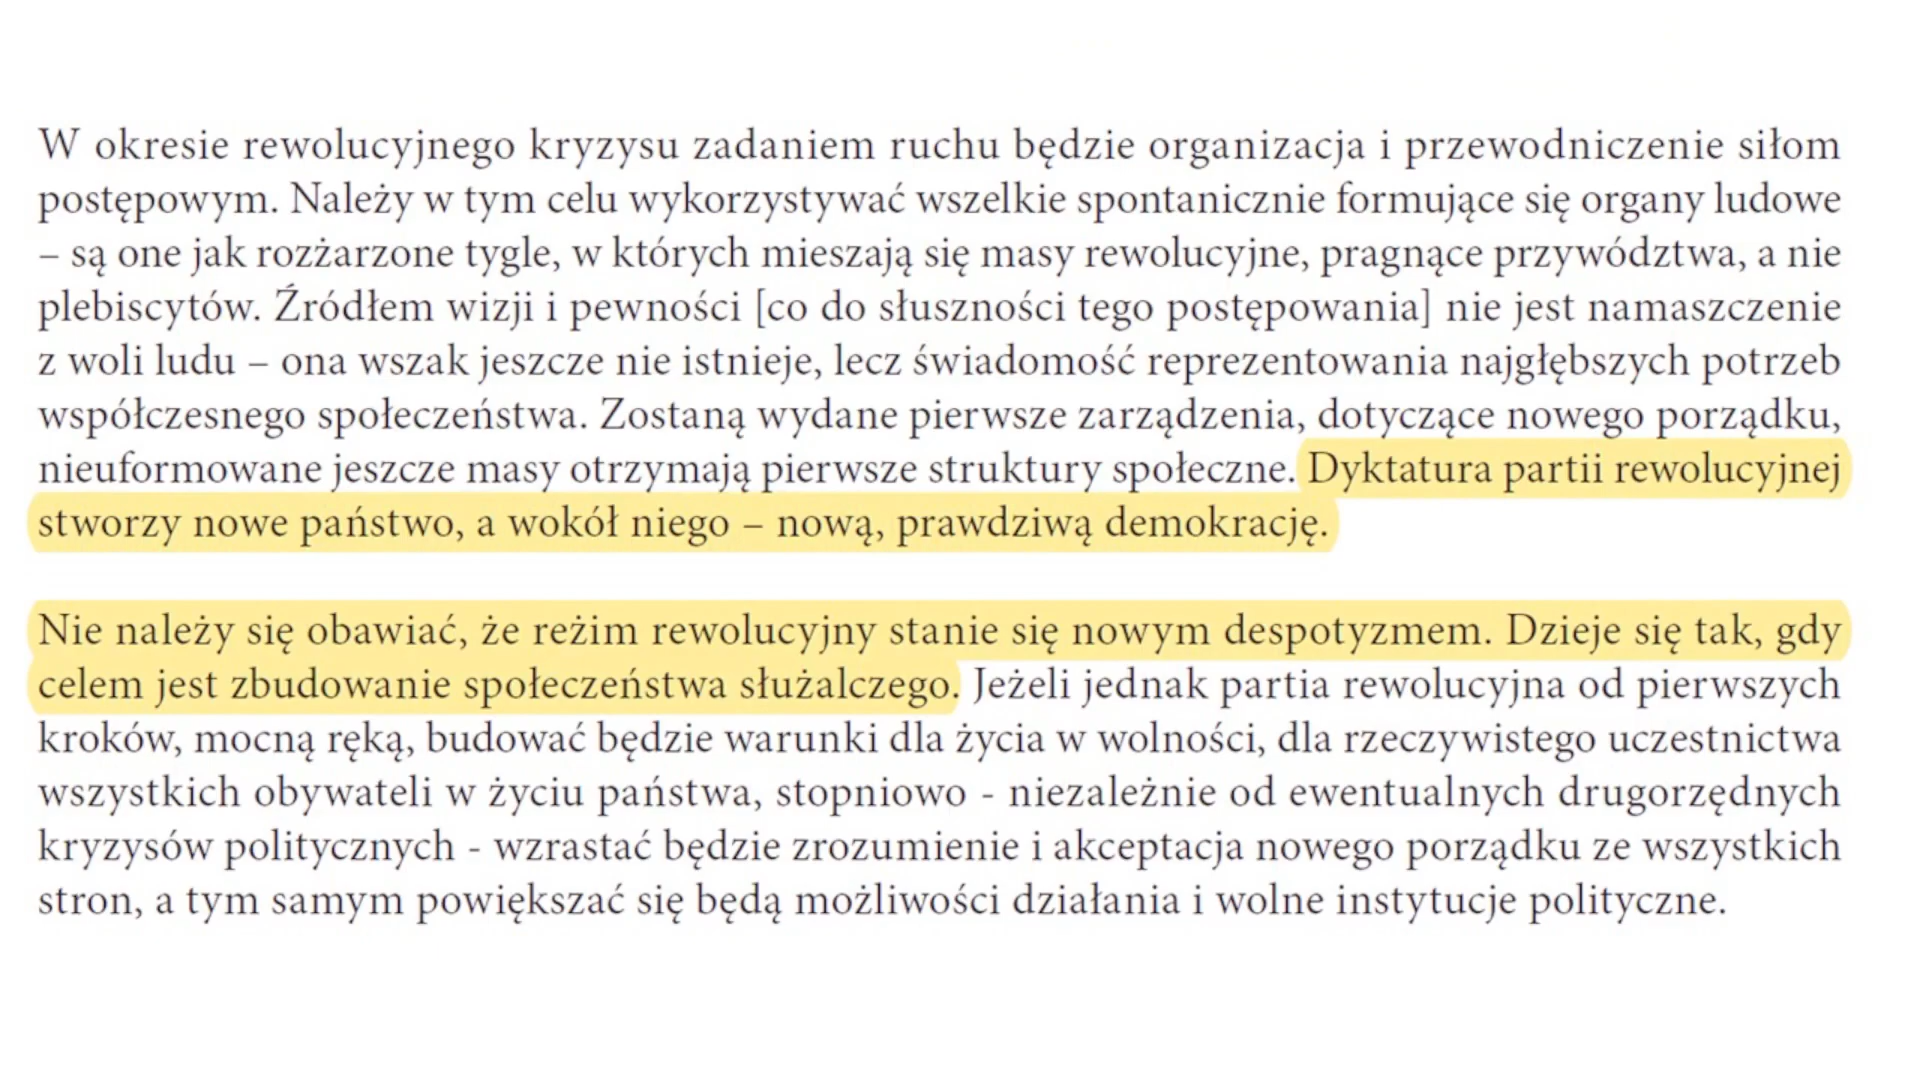 W okresie rewolucyjnego kryzysu zadaniem ruchu będzie organizacja i przewodniczenie siłom
postępowym. Należy w tym celu wykorzystywać wszelkie spontanicznie formujące się organy ludowe
– są one jak rozżarzone tygle, w których mieszają się masy rewolucyjne, pragnące przywództwa, a nie
plebiscytów. Źródłem wizji i pewności [co do słuszności tego postępowania] nie jest namaszczenie
z woli ludu – ona wszak jeszcze nie istnieje, lecz świadomość reprezentowania najgłębszych potrzeb
współczesnego społeczeństwa. Zostaną wydane pierwsze zarządzenia, dotyczące nowego porządku,
nieuformowane jeszcze masy otrzymają pierwsze struktury społeczne. Dyktatura partii rewolucyjnej
stworzy nowe państwo, a wokół niego – nową, prawdziwą demokrację.
Nie należy się obawiać, że reżim rewolucyjny stanie się nowym despotyzmem. Dzieje się tak, gdy
celem jest zbudowanie społeczeństwa służalczego. Jeżeli jednak partia rewolucyjna od pierwszych
kroków, mocną ręką, budować będzie warunki dla życia w wolności, dla rzeczywistego uczestnictwa
wszystkich obywateli w życiu państwa, stopniowo - niezależnie od ewentualnych drugorzędnych
kryzysów politycznych - wzrastać będzie zrozumienie i akceptacja nowego porządku ze wszystkich
stron, a tym samym powiększać się będą możliwości działania i wolne instytucje polityczne.